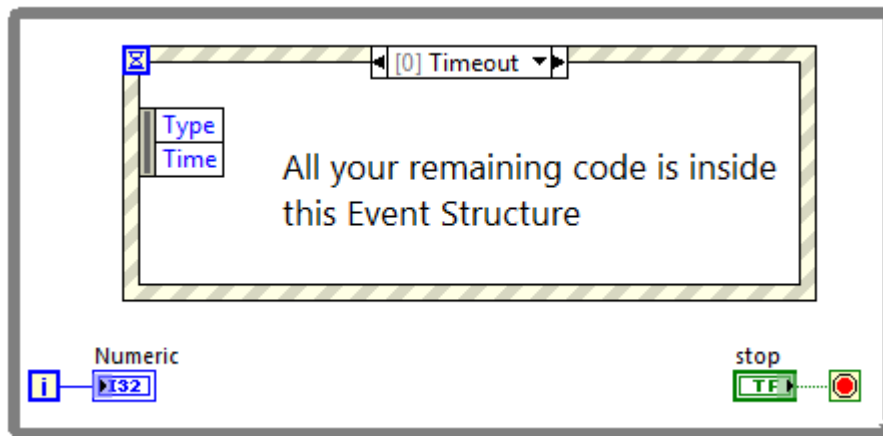 [0] Timeout
Type
Time
All your remaining code is inside
this Event Structure
Numeric
stop
i
I32
TF